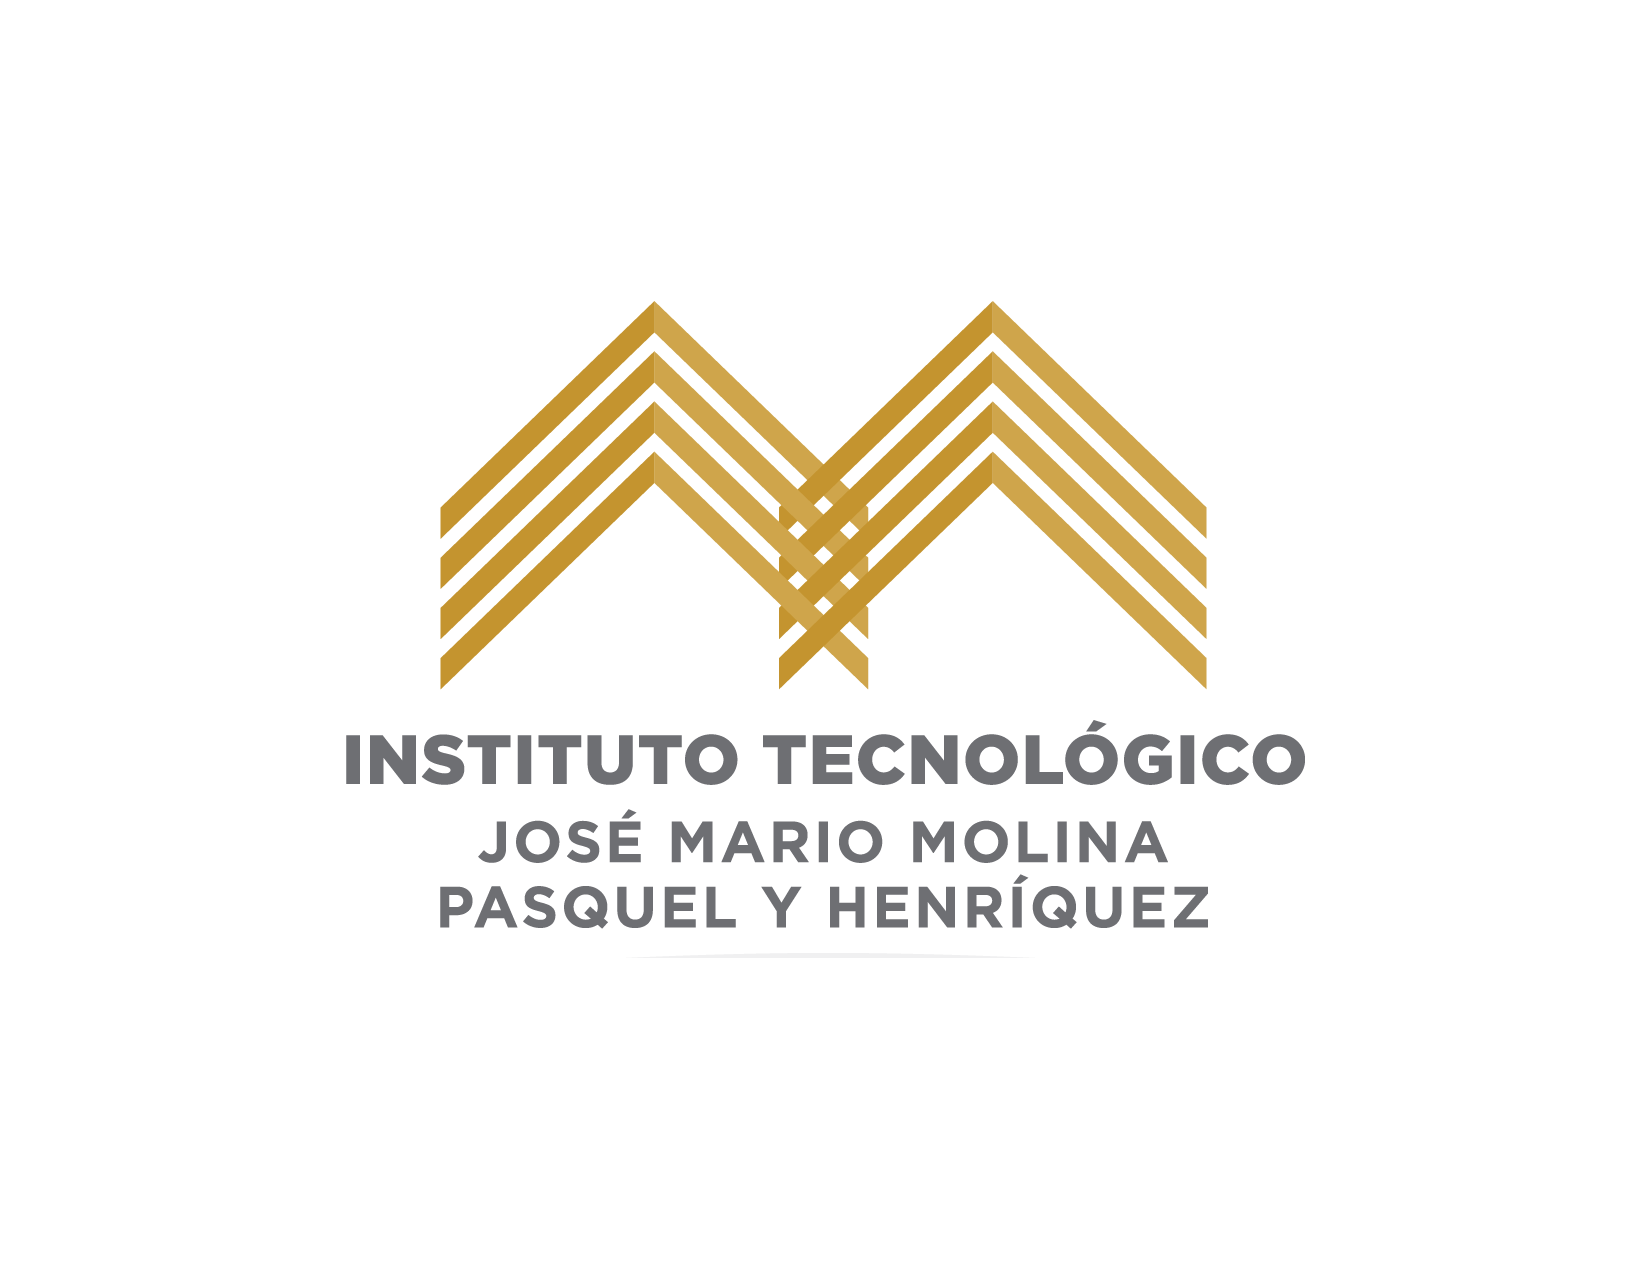 INSTITUTO TECNOLÓGICO
JOSÉ MARIO MOLINA
PASQUEL Y HENRÍQUEZ